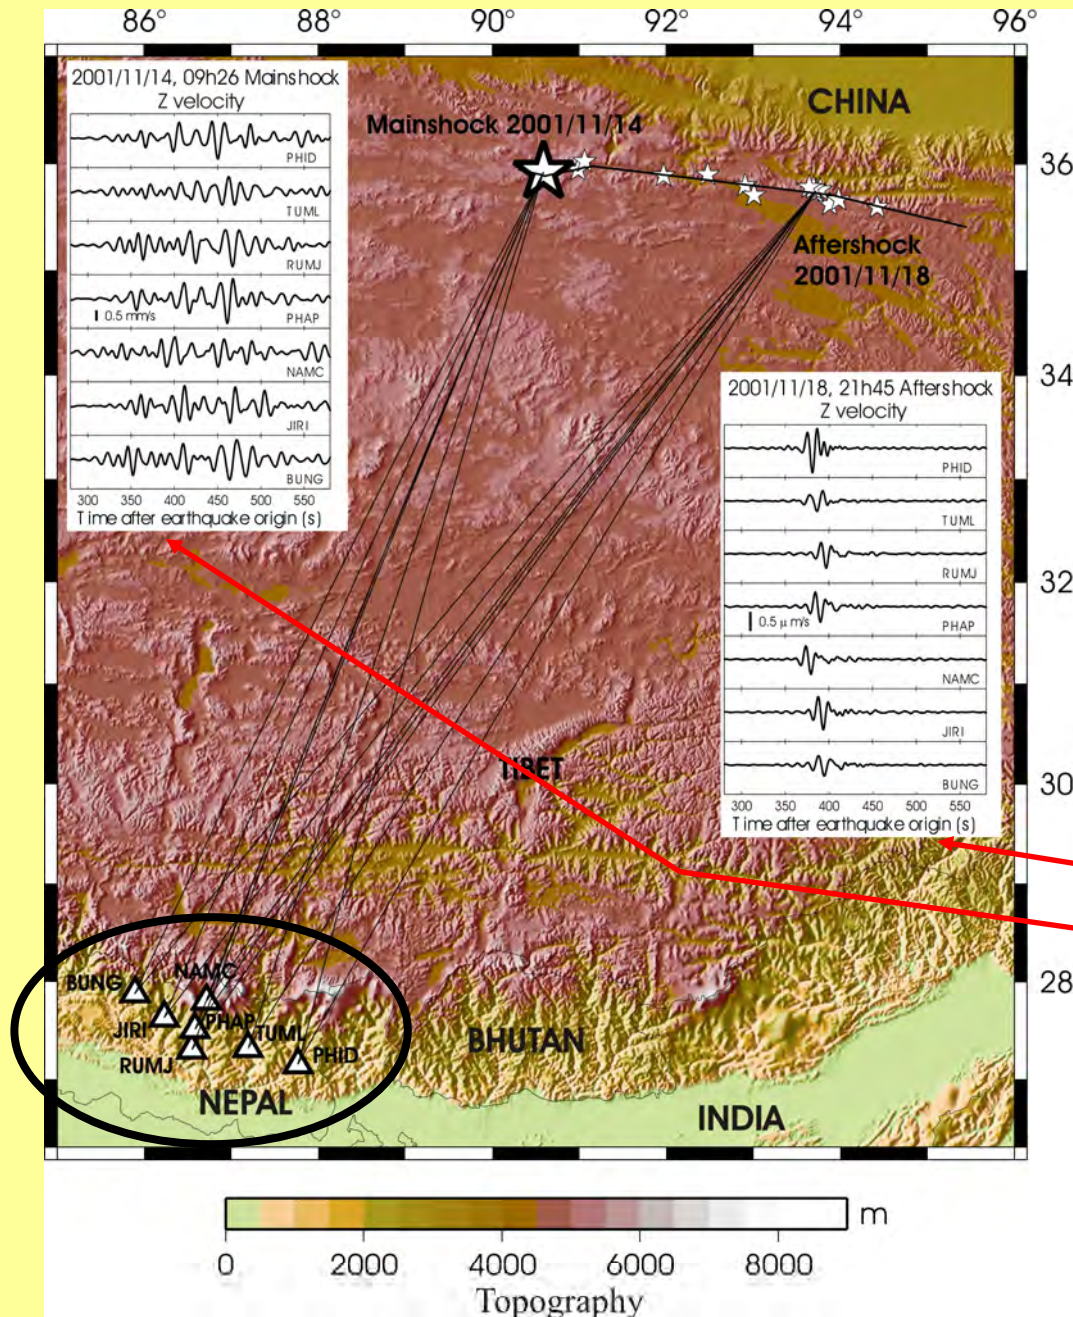 86°
88
90°
92
94°
96°
2001/11/14, 09h26 Mainshock
Z velocity
PHID
TUML
RUMJ
PHAP
0.5 mm/s
NAMC
JIRI
BUNG
300 350 400 450 500 550
Time after earthquake origin (s)
CHINA
Mainshock 2001/11/14
36
Aftershock
2001/11/18
34
2001/11/18, 21h45 Aftershock
Z velocity
PHID
TUML
RUMJ
PHAP
0.5 μ m/s
NAMC
JIRI
BUNG
300 350 400 450 500 550
Time after earthquake origin (s)
32
TIBET
30
28
BUNG
NAMC
JIRI
PHAP
TUML
RUMJ
PHID
NEPAL
BHUTAN
INDIA
m
0 2000 4000 6000 8000
Topography